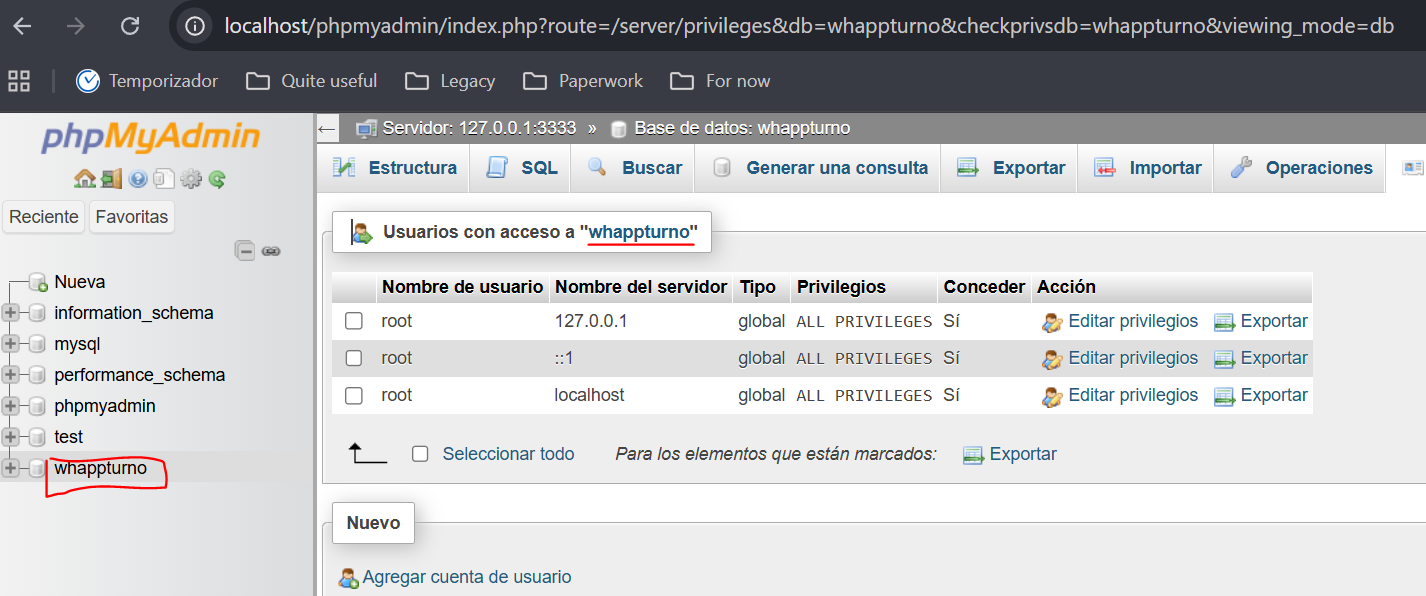 localhost/phpmyadmin/index.php?route=/server/privileges&db=whappturno&checkprivsdb=whappturno&viewing_mode=db
Temporizador Quite useful Legacy Paperwork For now
phpMyAdmin
Reciente Favoritas
Nueva
information_schema
mysql
performance_schema
phpmyadmin
test
whappturno
Servidor: 127.0.0.1:3333 » Base de datos: whappturno
Estructura SQL Buscar Generar una consulta Exportar Importar Operaciones
Usuarios con acceso a "whappturno"
Nombre de usuario Nombre del servidor Tipo Privilegios Conceder Acción
root 127.0.0.1 global ALL PRIVILEGES Sí Editar privilegios Exportar
root ::1 global ALL PRIVILEGES Sí Editar privilegios Exportar
root localhost global ALL PRIVILEGES Sí Editar privilegios Exportar
Seleccionar todo Para los elementos que están marcados: Exportar
Nuevo
Agregar cuenta de usuario